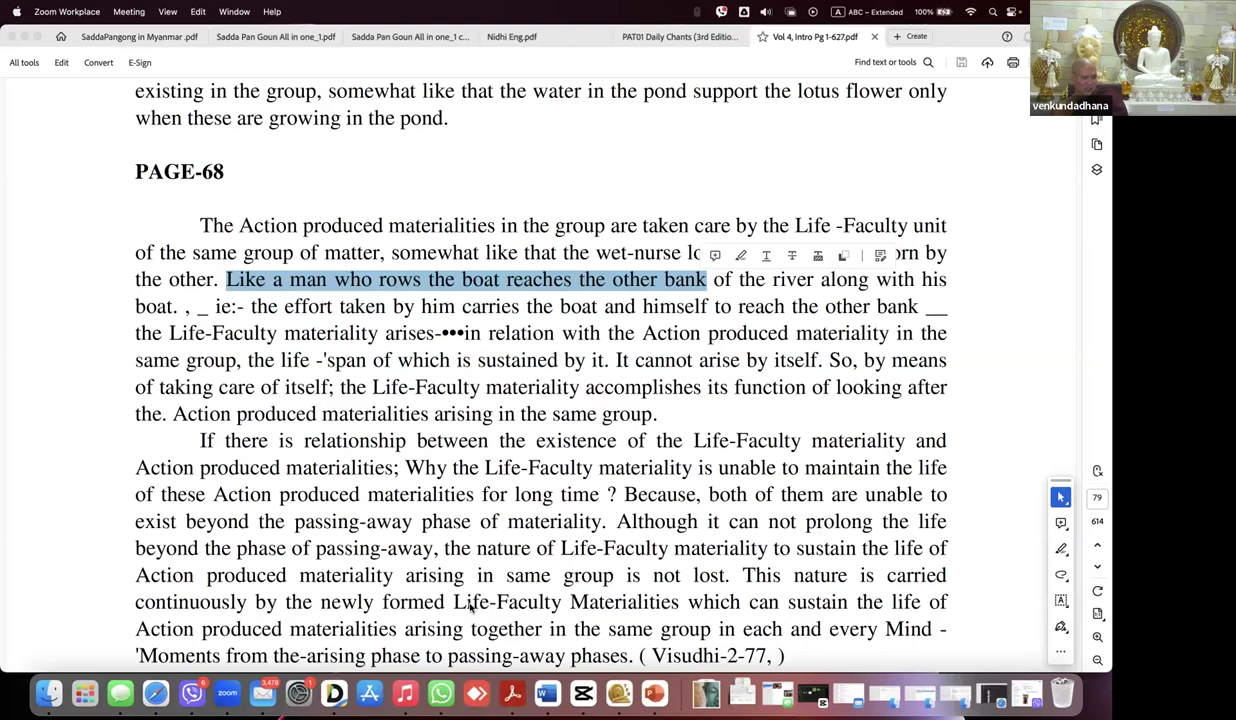 Zoom Workplace Meeting View Edit Window Help A ABC – Extended 100%
SaddaPangong in Myanmar .pdf Sadda Pan Goun All in one_1.pdf Sadda Pan Goun All in one_1 c... Nidhi Eng.pdf PAT01 Daily Chants (3rd Editio... Vol 4, Intro Pg 1-627.pdf Create
All tools Edit Convert E-Sign Find text or tools
venkundadhana
existing in the group, somewhat like that the water in the pond support the lotus flower only
when these are growing in the pond.
PAGE-68
The Action produced materialities in the group are taken care by the Life -Faculty unit
of the same group of matter, somewhat like that the wet-nurse by
the other. Like a man who rows the boat reaches the other bank of the river along with his
boat. , _ ie:- the effort taken by him carries the boat and himself to reach the other bank __
the Life-Faculty materiality arises-•••in relation with the Action produced materiality in the
same group, the life -'span of which is sustained by it. It cannot arise by itself. So, by means
of taking care of itself; the Life-Faculty materiality accomplishes its function of looking after
the. Action produced materialities arising in the same group.
If there is relationship between the existence of the Life-Faculty materiality and
Action produced materialities; Why the Life-Faculty materiality is unable to maintain the life
of these Action produced materialities for long time ? Because, both of them are unable to
exist beyond the passing-away phase of materiality. Although it can not prolong the life
beyond the phase of passing-away, the nature of Life-Faculty materiality to sustain the life of
Action produced materiality arising in same group is not lost. This nature is carried
continuously by the newly formed Life-Faculty Materialities which can sustain the life of
Action produced materialities arising together in the same group in each and every Mind -
'Moments from the-arising phase to passing-away phases. ( Visudhi-2-77, )
79
614
6 zoom 3,478 1